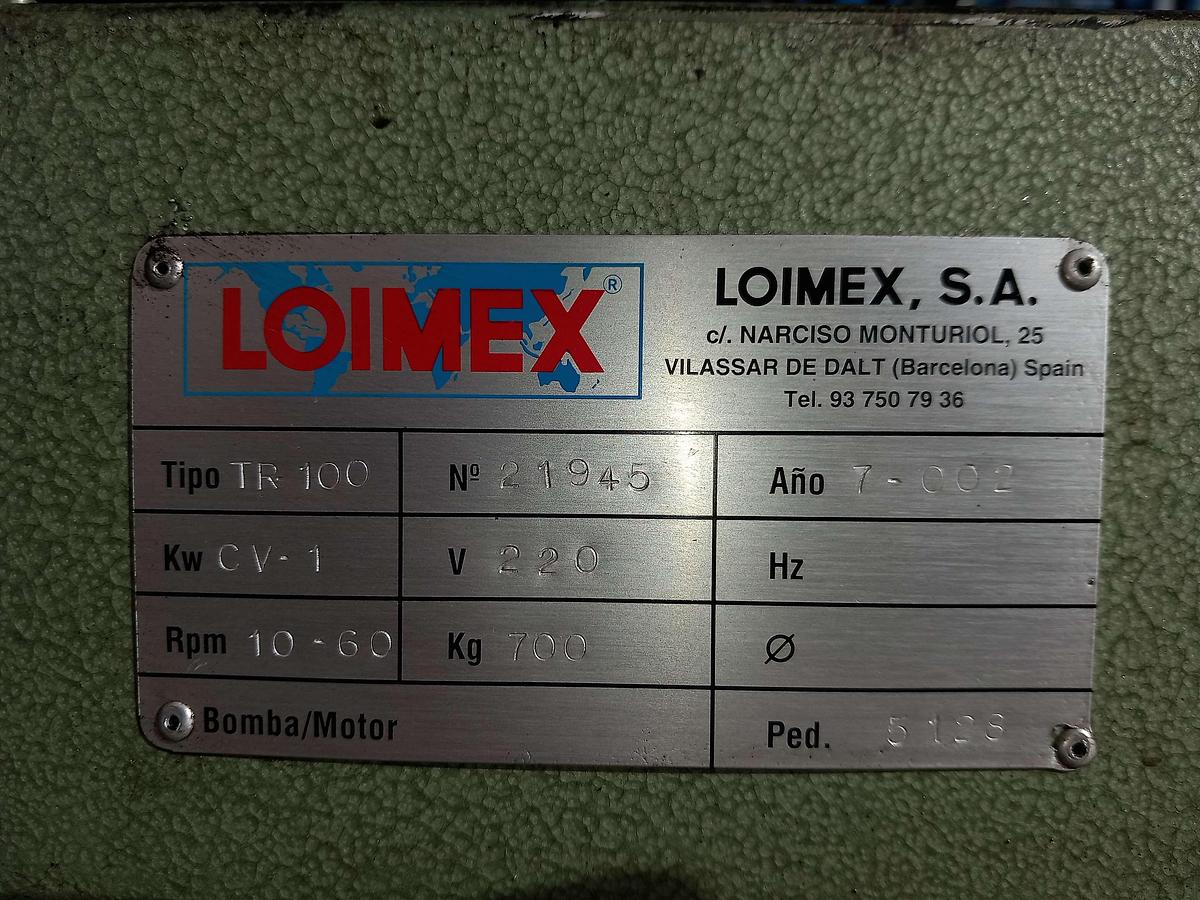 LOIMEX ®
LOIMEX, S.A.
c/. NARCISO MONTURIOL, 25
VILASSAR DE DALT (Barcelona) Spain
Tel. 93 750 79 36
Tipo TR 100 Nº 21945 Año 7-002
Kw CV-1 V 220 Hz
Rpm 10-60 Kg 700 Ø
Bomba/Motor Ped. 5128